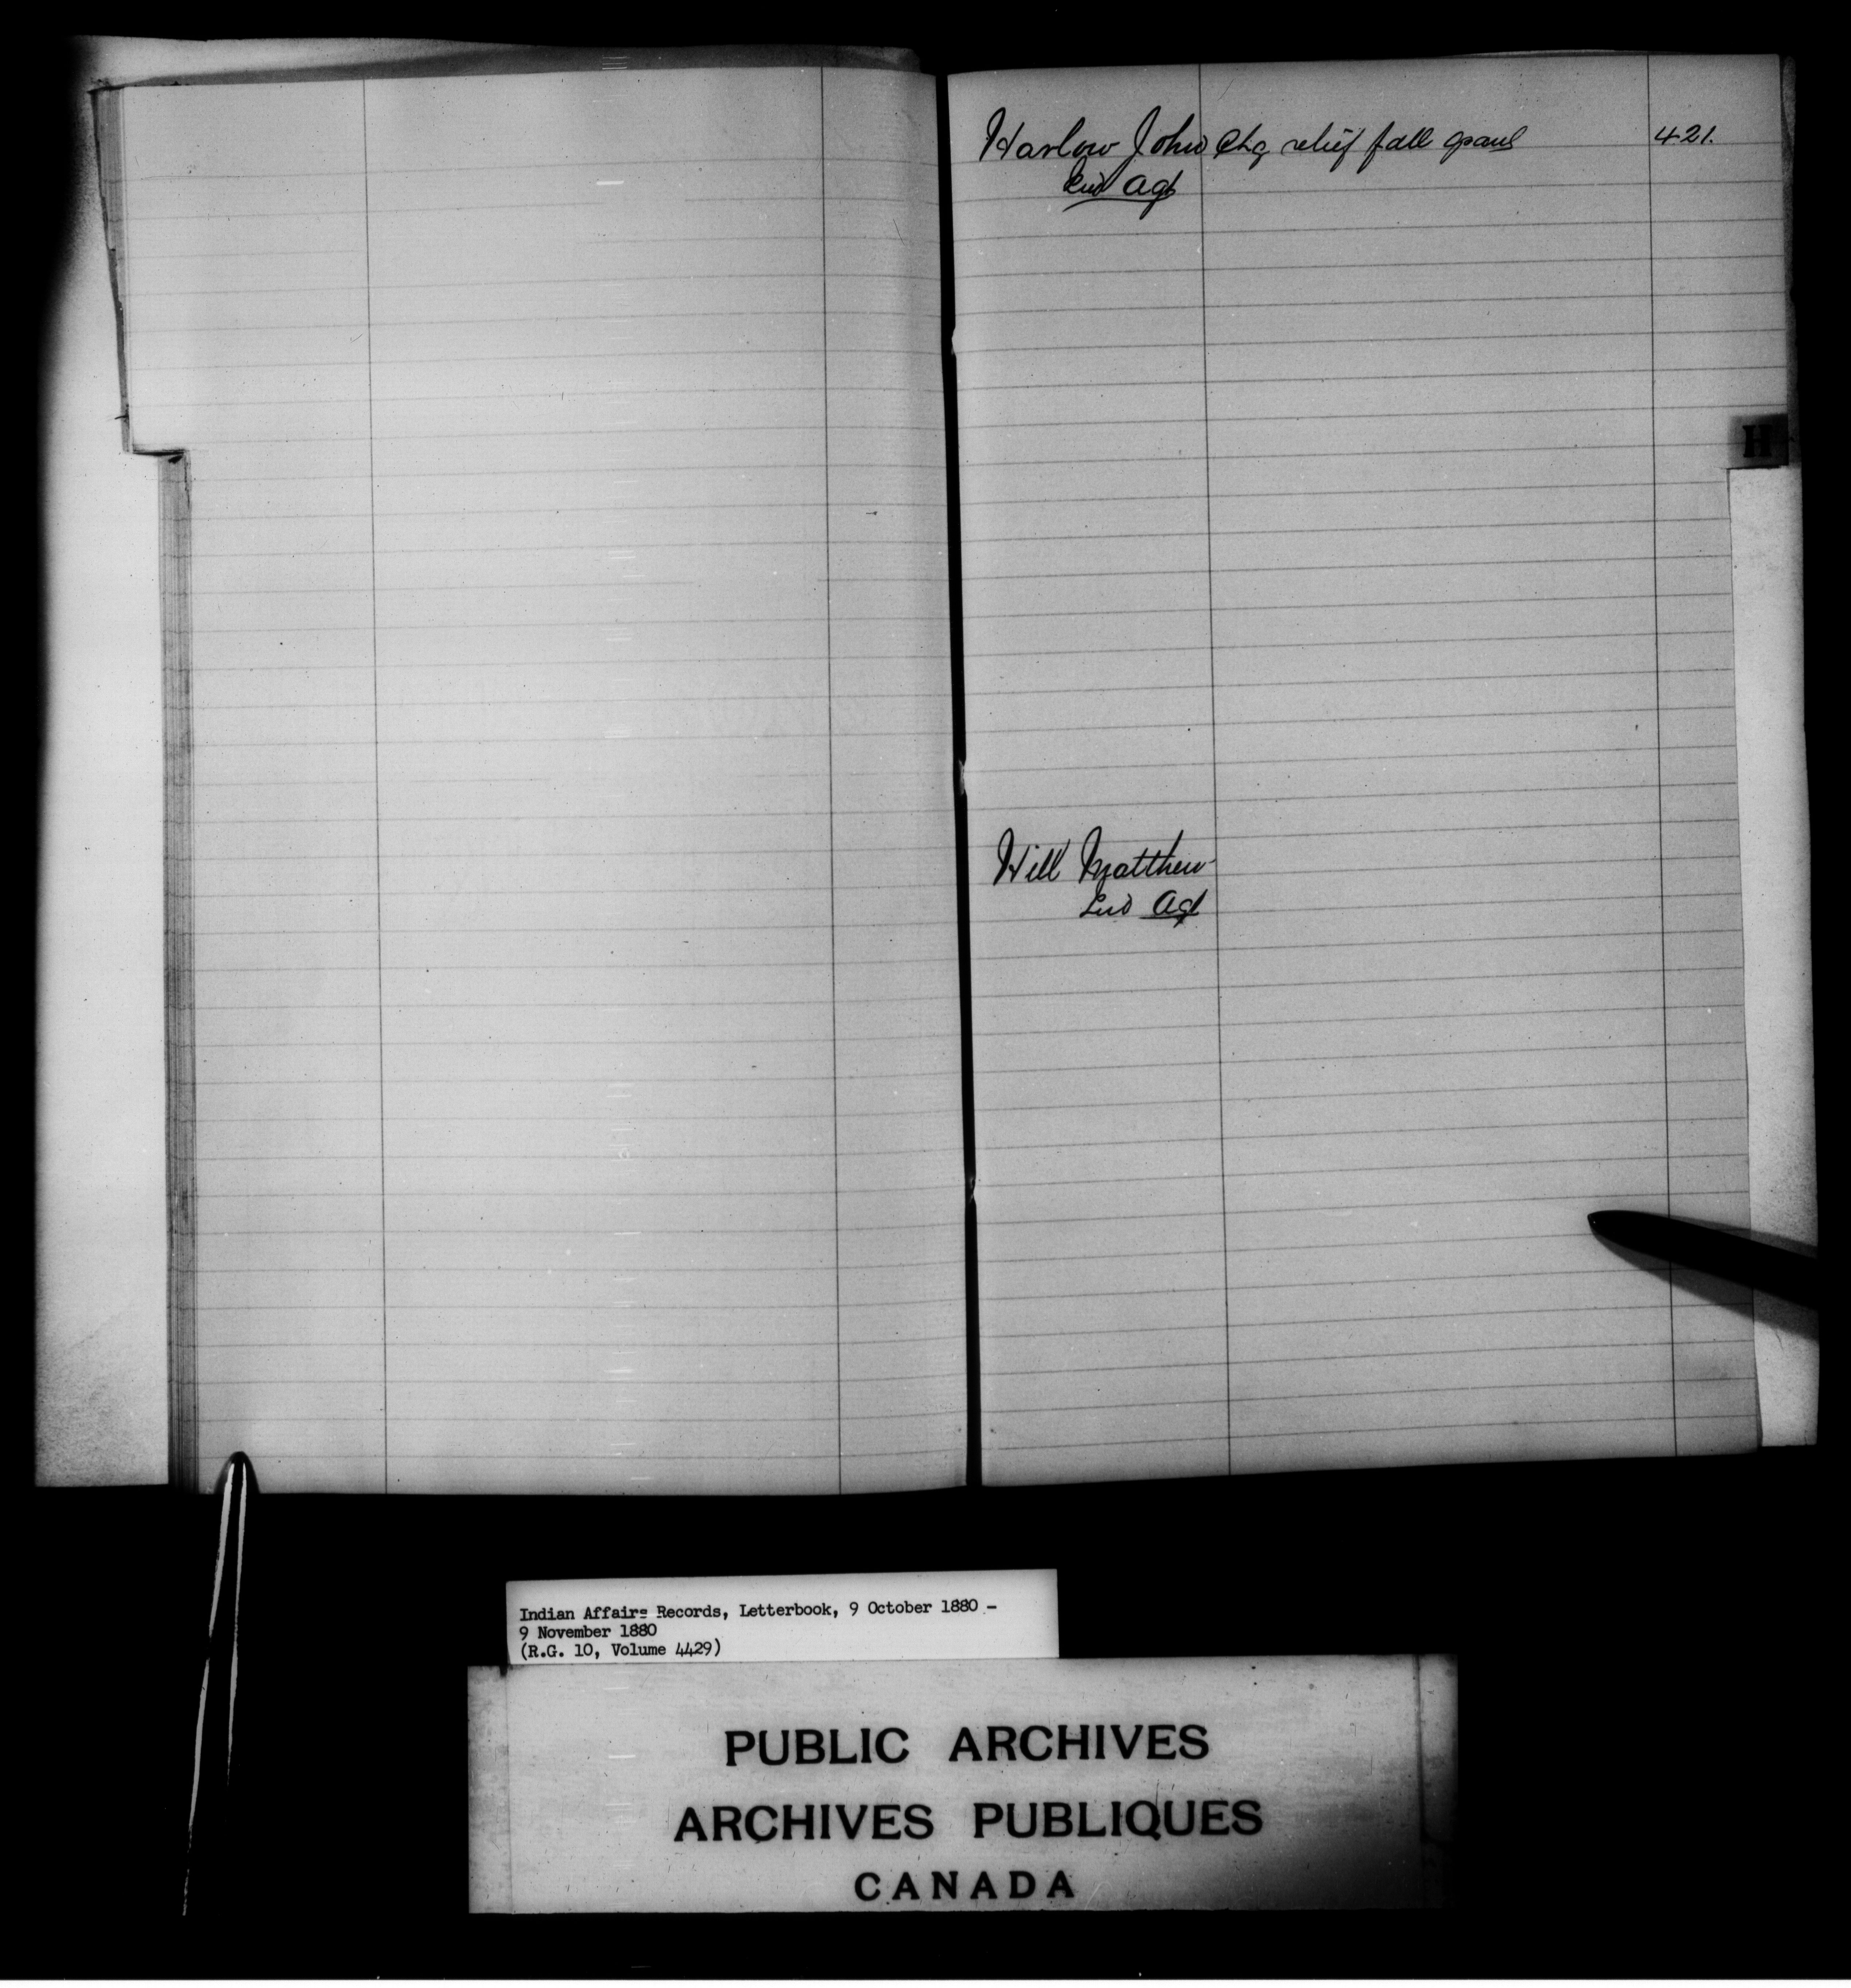 Harlow John Chq relief fall grant 421.
Ind Agt
H
Hill Matthew
Ind Agt
Indian Affairs Records, Letterbook, 9 October 1880 -
9 November 1880
(R.G. 10, Volume 4429)
PUBLIC ARCHIVES
ARCHIVES PUBLIQUES
CANADA